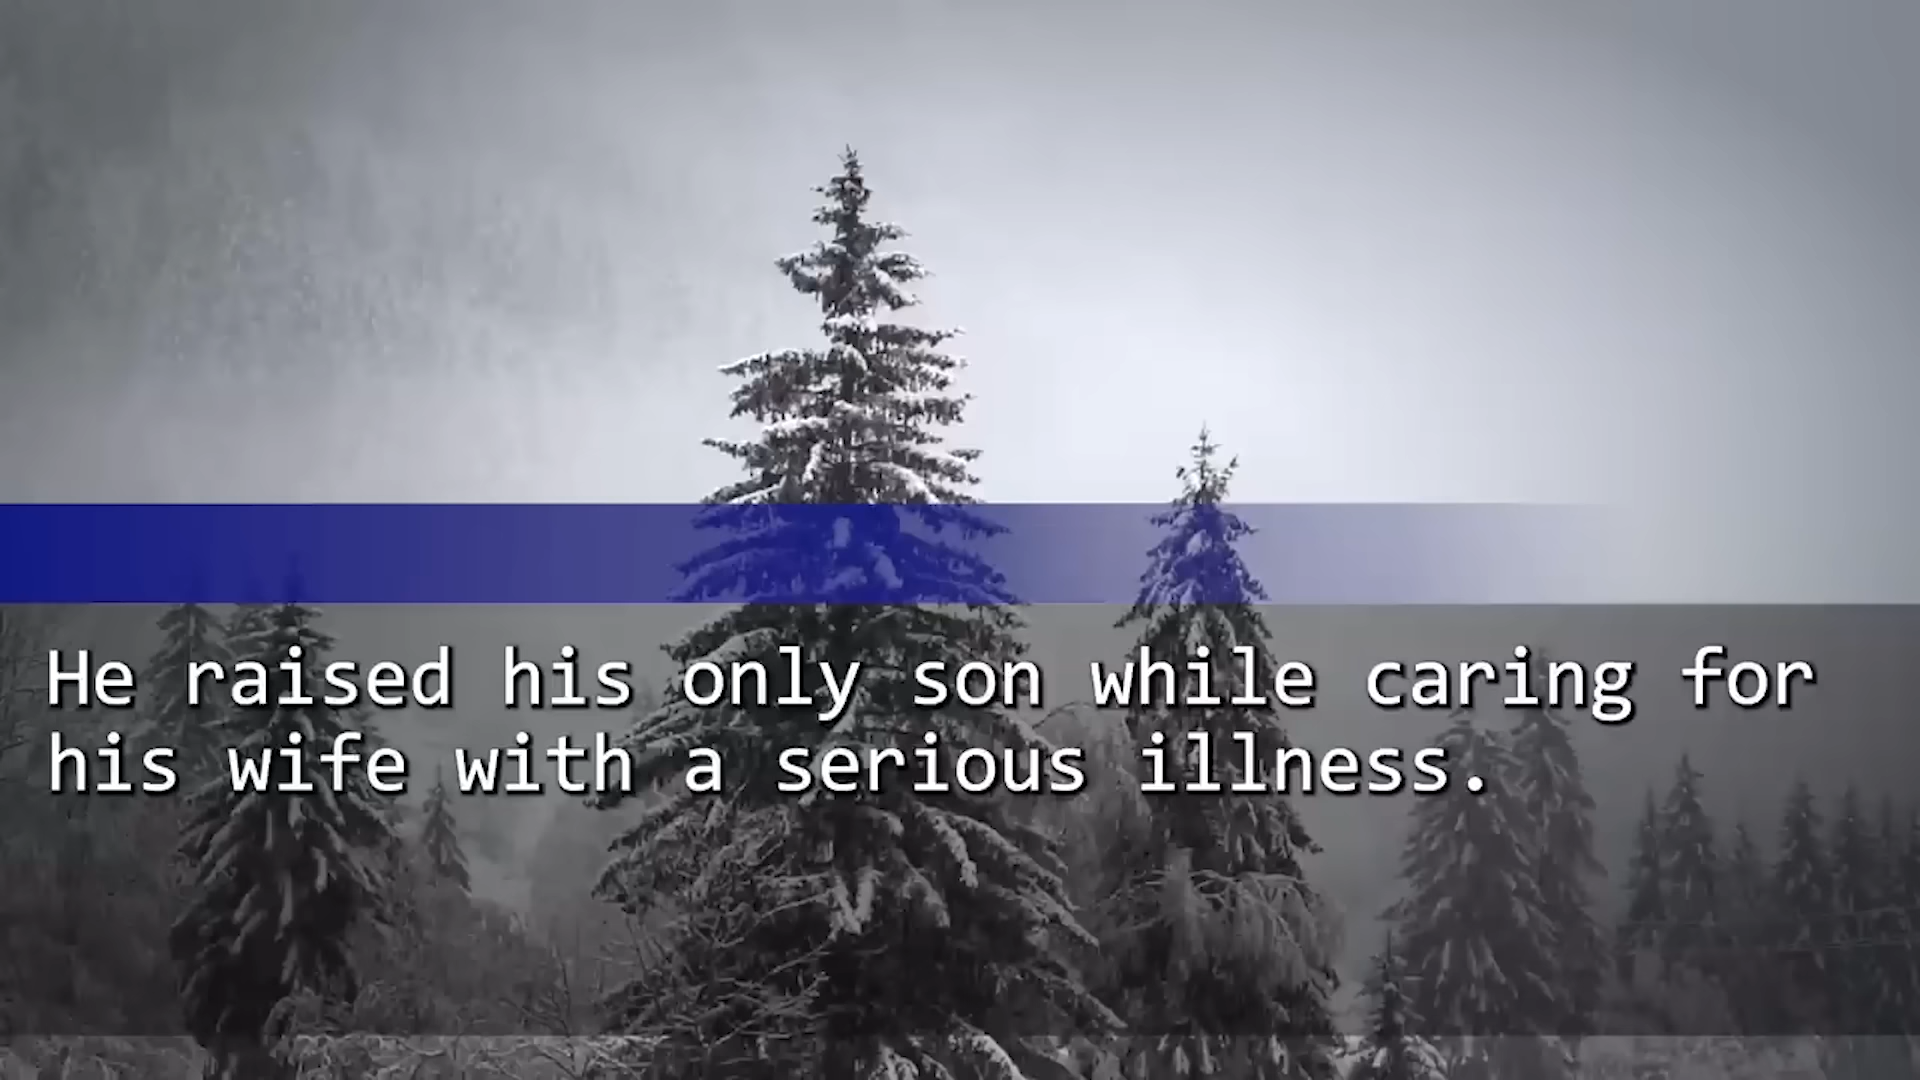 He raised his only son while caring for
his wife with a serious illness.